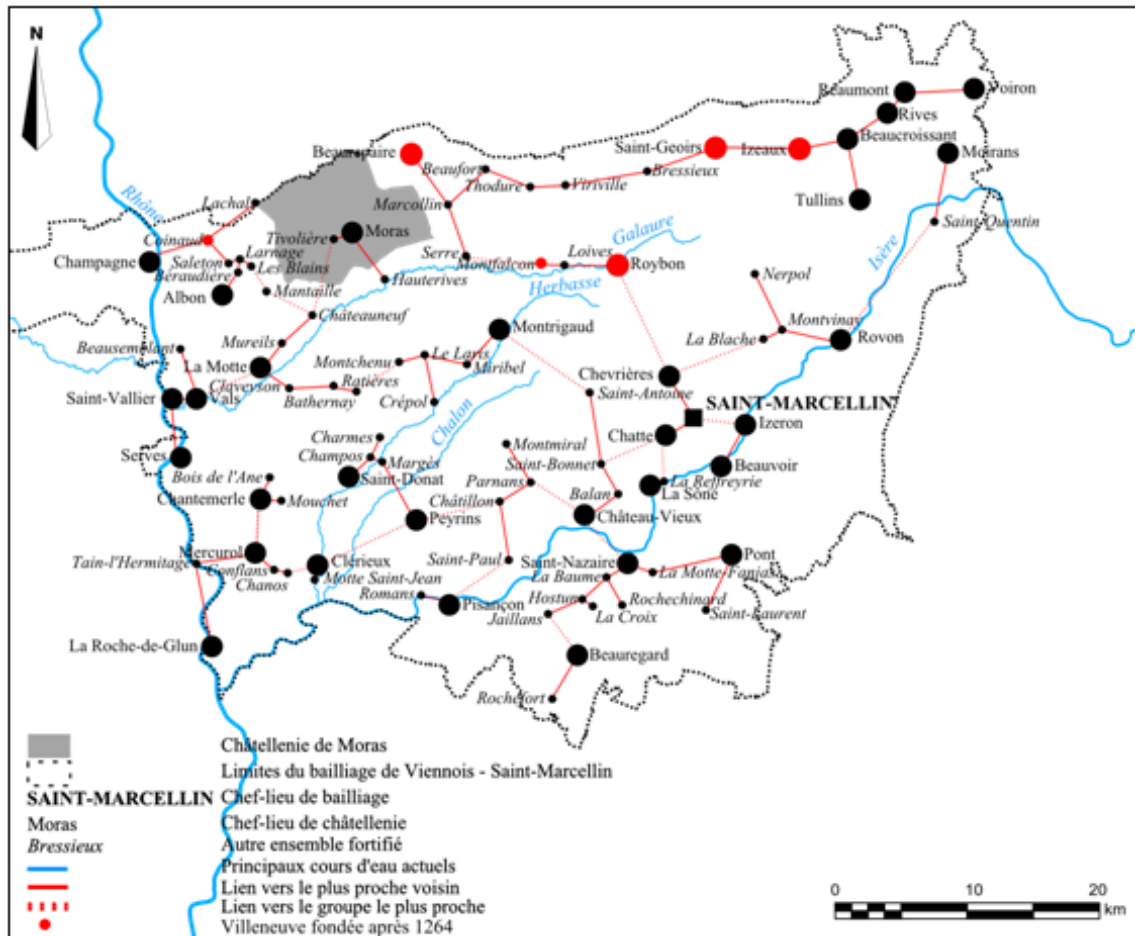 N
Réaumont
Voiron
Rives
Beaucroissant
Saint-Geoirs
Izeaux
Moirans
Beaurepaire
Beaufort
Thodure
Viriville
Bressieux
Tullins
Rhône
Lachal
Marcollin
Saint-Quentin
Tivolière
Moras
Galaure
Isère
Coinaud
Champagne
Larnage
Saleton
Les Blains
Béraudière
Serre
Montfalcon
Loives
Roybon
Nerpol
Albon
Mantaille
Hauterives
Herbasse
Châteauneuf
Montrigaud
Montvinay
La Blache
Rovon
Beausemblant
Mureils
La Motte
Montchenu
Le Laris
Miribel
Chevrières
Claveyson
Ratières
Saint-Antoine
Saint-Vallier
Vals
Bathernay
Crépol
SAINT-MARCELLIN
Chalon
Izeron
Charmes
Montmiral
Chatte
Serves
Champos
Margès
Saint-Bonnet
Beauvoir
Bois de l'Ane
Saint-Donat
Parnans
La Reffreyrie
Chantemerle
Mouchet
Châtillon
Balan
La Sône
Peyrins
Château-Vieux
Mercurol
Tain-l'Hermitage
Conflans
Clérieux
Saint-Paul
Saint-Nazaire
Pont
Chanos
Motte Saint-Jean
La Baume
La Motte-Fanjas
Romans
Pisançon
Hostun
Rochechinard
Jaillans
La Croix
Saint-Laurent
La Roche-de-Glun
Beauregard
Rochefort
Châtellenie de Moras
Limites du bailliage de Viennois - Saint-Marcellin
SAINT-MARCELLIN Chef-lieu de bailliage
Moras Chef-lieu de châtellenie
Bressieux Autre ensemble fortifié
Principaux cours d'eau actuels
Lien vers le plus proche voisin
Lien vers le groupe le plus proche
Villeneuve fondée après 1264
0 10 20
km